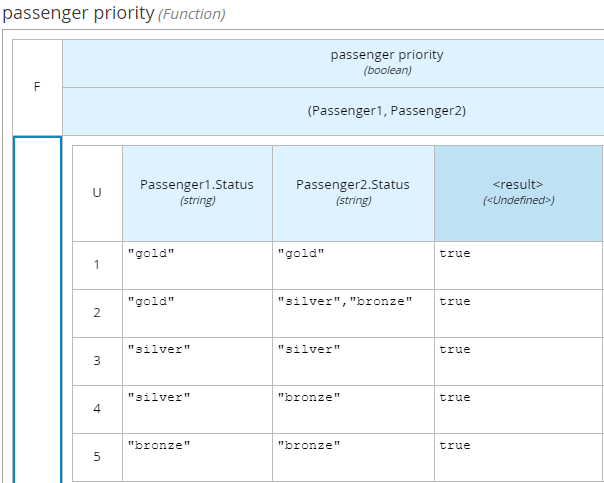 passenger priority (Function)
F
passenger priority
(boolean)
(Passenger1, Passenger2)
U
Passenger1.Status
(string)
Passenger2.Status
(string)
<result>
(<Undefined>)
1 "gold" "gold" true
2 "gold" "silver","bronze" true
3 "silver" "silver" true
4 "silver" "bronze" true
5 "bronze" "bronze" true